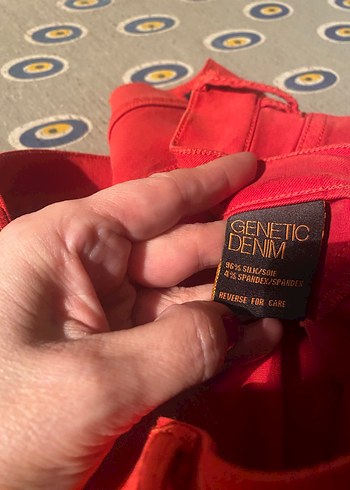 GENETIC
DENIM
96% SILK/SOIE
4% SPANDEX/SPANDEX
REVERSE FOR CARE